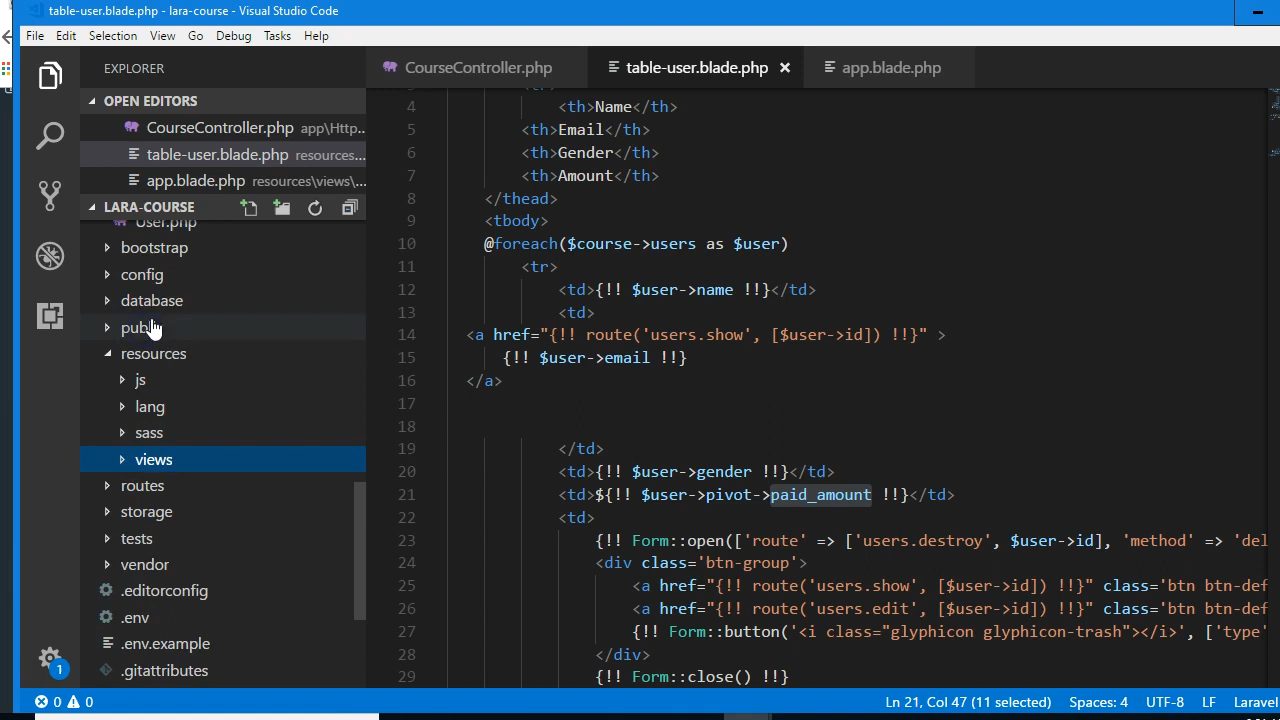 table-user.blade.php - lara-course - Visual Studio Code
File Edit Selection View Go Debug Tasks Help
EXPLORER
CourseController.php table-user.blade.php app.blade.php
OPEN EDITORS
CourseController.php app\Http...
table-user.blade.php resources...
app.blade.php resources\views\...
LARA-COURSE
User.php
bootstrap
config
database
resources
js
lang
sass
views
routes
storage
tests
vendor
.editorconfig
.env
.env.example
.gitattributes
1
4 <th>Name</th>
5 <th>Email</th>
6 <th>Gender</th>
7 <th>Amount</th>
8 </thead>
9 <tbody>
10 @foreach($course->users as $user)
11 <tr>
12 <td>{!! $user->name !!}</td>
13 <td>
14 <a href="{!! route('users.show', [$user->id]) !!}" >
15 {!! $user->email !!}
16 </a>
17
18
19 </td>
20 <td>{!! $user->gender !!}</td>
21 <td>${!! $user->pivot->paid_amount !!}</td>
22 <td>
23 {!! Form::open(['route' => ['users.destroy', $user->id], 'method' => 'del
24 <div class='btn-group'>
25 <a href="{!! route('users.show', [$user->id]) !!}" class='btn btn-def
26 <a href="{!! route('users.edit', [$user->id]) !!}" class='btn btn-def
27 {!! Form::button('<i class="glyphicon glyphicon-trash"></i>', ['type'
28 </div>
29 {!! Form::close() !!}
0 0 Ln 21, Col 47 (11 selected) Spaces: 4 UTF-8 LF Laravel